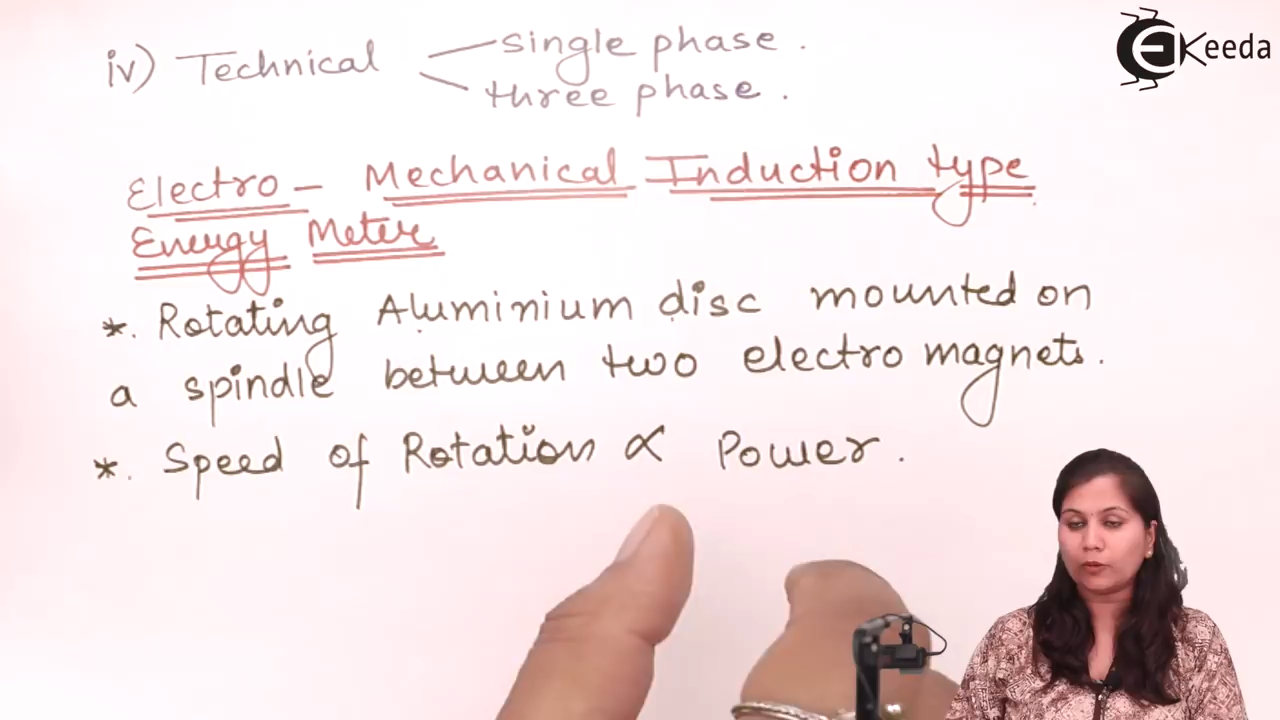 iv) Technical single phase.
three phase.
Ekeeda
Electro - Mechanical Induction type
Energy Meter
*. Rotating Aluminium disc mounted on
a spindle between two electro magnets.
*. Speed of Rotation ∝ Power.